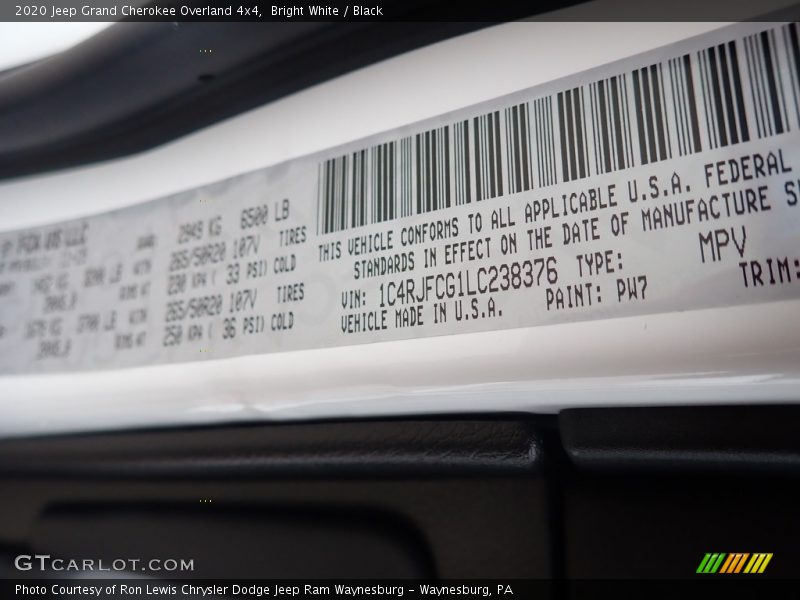 2020 Jeep Grand Cherokee Overland 4x4,  Bright White / Black
2949 KG 6500 LB
265/50R20 107V TIRES
230 KPA ( 33 PSI) COLD
265/50R20 107V TIRES
250 KPA ( 36 PSI) COLD
THIS VEHICLE CONFORMS TO ALL APPLICABLE U.S.A. FEDERAL
STANDARDS IN EFFECT ON THE DATE OF MANUFACTURE
VIN: 1C4RJFCG1LC238376 TYPE: MPV
VEHICLE MADE IN U.S.A. PAINT: PW7 TRIM:
GTCARLOT.COM
Photo Courtesy of Ron Lewis Chrysler Dodge Jeep Ram Waynesburg - Waynesburg, PA